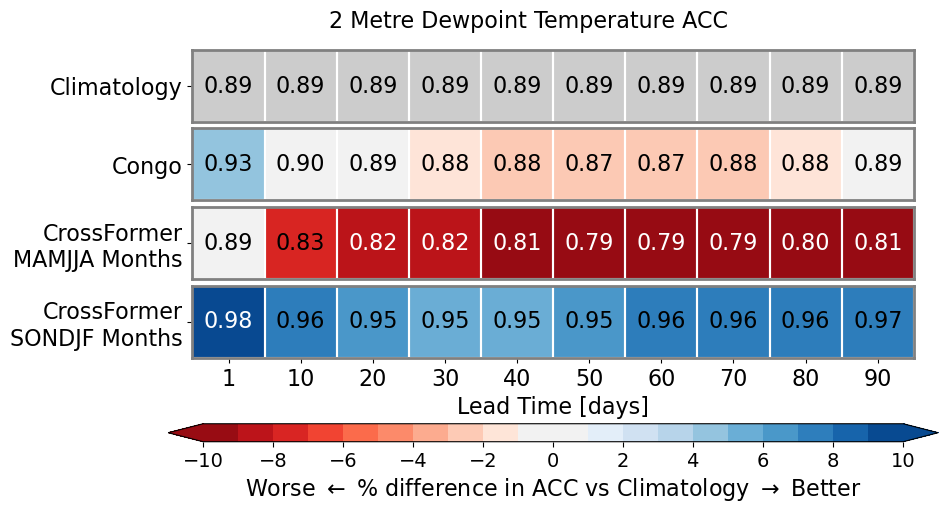 2 Metre Dewpoint Temperature ACC
Climatology 0.89 0.89 0.89 0.89 0.89 0.89 0.89 0.89 0.89 0.89
Congo 0.93 0.90 0.89 0.88 0.88 0.87 0.87 0.88 0.88 0.89
CrossFormer
MAMJJA Months 0.89 0.83 0.82 0.82 0.81 0.79 0.79 0.79 0.80 0.81
CrossFormer
SONDJF Months 0.98 0.96 0.95 0.95 0.95 0.95 0.96 0.96 0.96 0.97
1 10 20 30 40 50 60 70 80 90
Lead Time [days]
−10 −8 −6 −4 −2 0 2 4 6 8 10
Worse ← % difference in ACC vs Climatology → Better